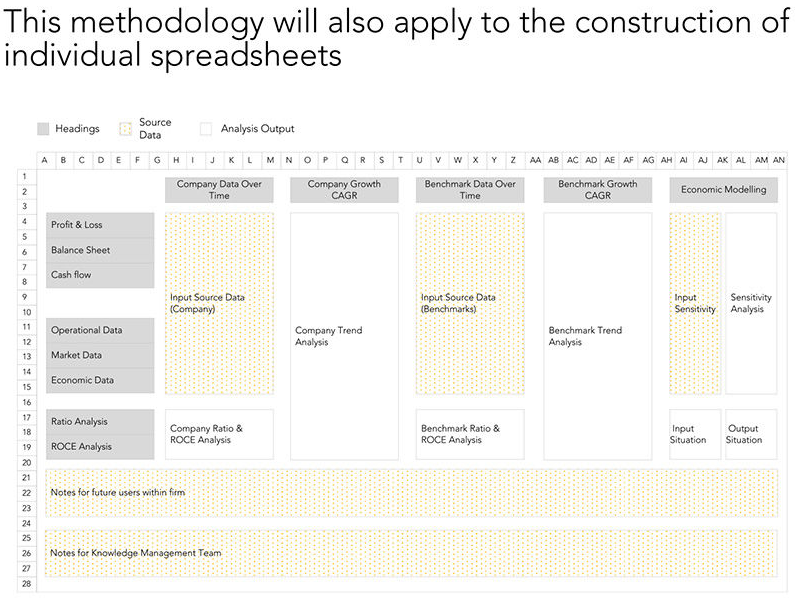 This methodology will also apply to the construction of
individual spreadsheets
Headings
Source
Data
Analysis Output
A B C D E F G H I J K L M N O P Q R S T U V W X Y Z AA AB AC AD AE AF AG AH AI AJ AK AL AM AN
1
2
3
4
5
6
7
8
9
10
11
12
13
14
15
16
17
18
19
20
21
22
23
24
25
26
27
28
Company Data Over
Time
Company Growth
CAGR
Benchmark Data Over
Time
Benchmark Growth
CAGR
Economic Modelling
Profit & Loss
Balance Sheet
Cash flow
Operational Data
Market Data
Economic Data
Ratio Analysis
ROCE Analysis
Input Source Data
(Company)
Company Ratio &
ROCE Analysis
Company Trend
Analysis
Input Source Data
(Benchmarks)
Benchmark Ratio &
ROCE Analysis
Benchmark Trend
Analysis
Input
Sensitivity
Sensitivity
Analysis
Input
Situation
Output
Situation
Notes for future users within firm
Notes for Knowledge Management Team